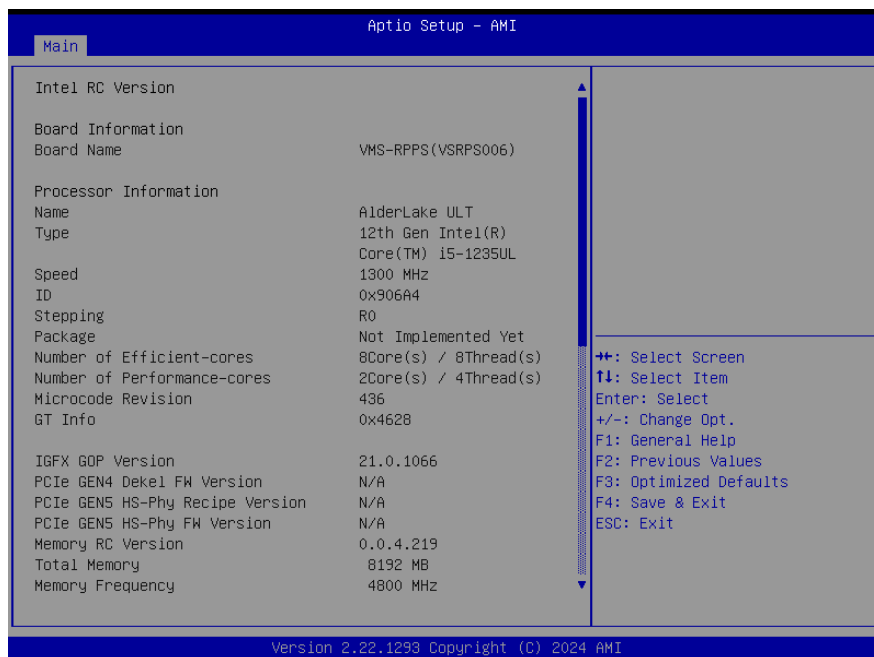 Aptio Setup – AMI
Main
Intel RC Version
Board Information
Board Name VMS-RPPS(VSRPS006)
Processor Information
Name AlderLake ULT
Type 12th Gen Intel(R)
Core(TM) i5-1235UL
Speed 1300 MHz
ID 0x906A4
Stepping R0
Package Not Implemented Yet
Number of Efficient-cores 8Core(s) / 8Thread(s)
Number of Performance-cores 2Core(s) / 4Thread(s)
Microcode Revision 436
GT Info 0x4628
IGFX GOP Version 21.0.1066
PCIe GEN4 Dekel FW Version N/A
PCIe GEN5 HS-Phy Recipe Version N/A
PCIe GEN5 HS-Phy FW Version N/A
Memory RC Version 0.0.4.219
Total Memory 8192 MB
Memory Frequency 4800 MHz
→←: Select Screen
↑↓: Select Item
Enter: Select
+/-: Change Opt.
F1: General Help
F2: Previous Values
F3: Optimized Defaults
F4: Save & Exit
ESC: Exit
Version 2.22.1293 Copyright (C) 2024 AMI